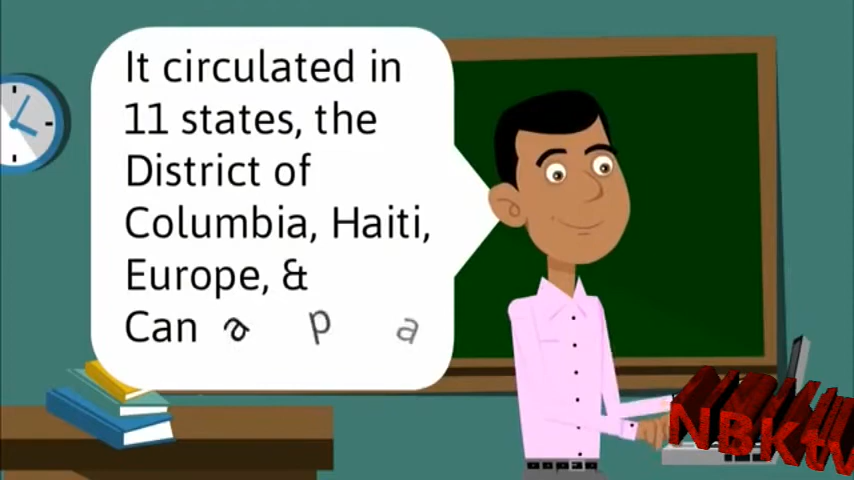 It circulated in
11 states, the
District of
Columbia, Haiti,
Europe, &
Can a p a
NBKtv